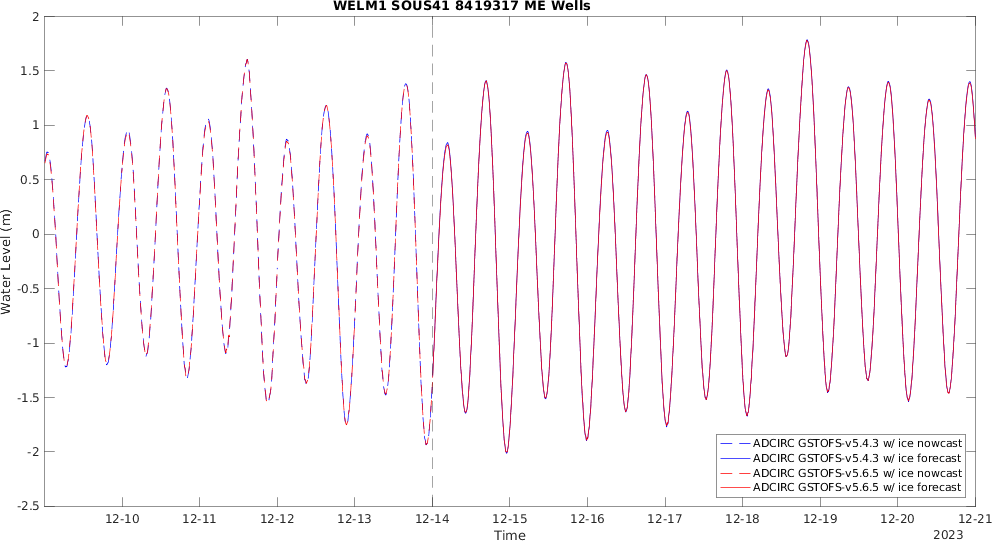 WELM1 SOUS41 8419317 ME Wells
2
1.5
1
0.5
0
-0.5
-1
-1.5
-2
-2.5
Water Level (m)
ADCIRC GSTOFS-v5.4.3 w/ ice nowcast
ADCIRC GSTOFS-v5.4.3 w/ ice forecast
ADCIRC GSTOFS-v5.6.5 w/ ice nowcast
ADCIRC GSTOFS-v5.6.5 w/ ice forecast
12-10 12-11 12-12 12-13 12-14 12-15 12-16 12-17 12-18 12-19 12-20 12-21
Time
2023